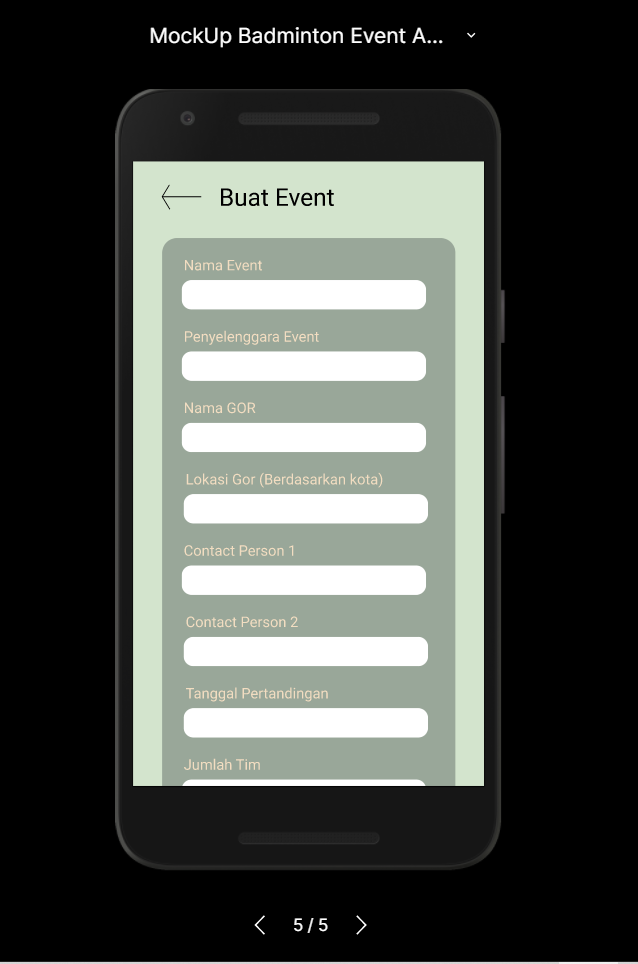 MockUp Badminton Event A...
Buat Event
Nama Event
Penyelenggara Event
Nama GOR
Lokasi Gor (Berdasarkan kota)
Contact Person 1
Contact Person 2
Tanggal Pertandingan
Jumlah Tim
5 / 5